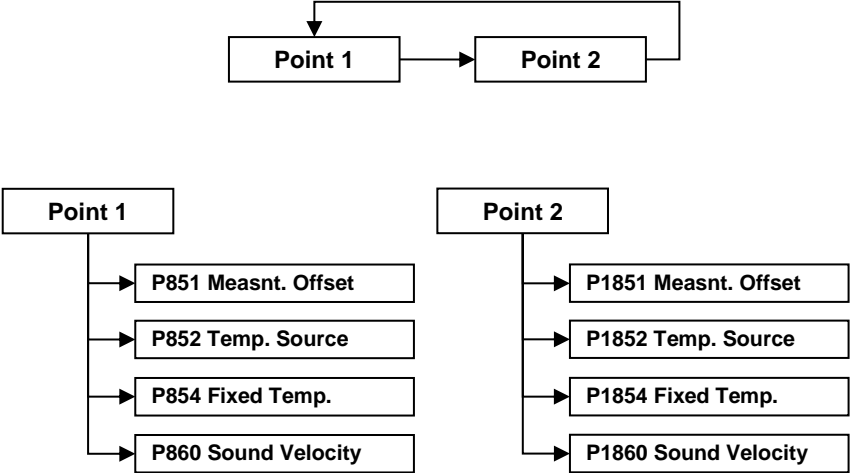 Point 1
Point 2
Point 1
P851 Measnt. Offset
P852 Temp. Source
P854 Fixed Temp.
P860 Sound Velocity
Point 2
P1851 Measnt. Offset
P1852 Temp. Source
P1854 Fixed Temp.
P1860 Sound Velocity